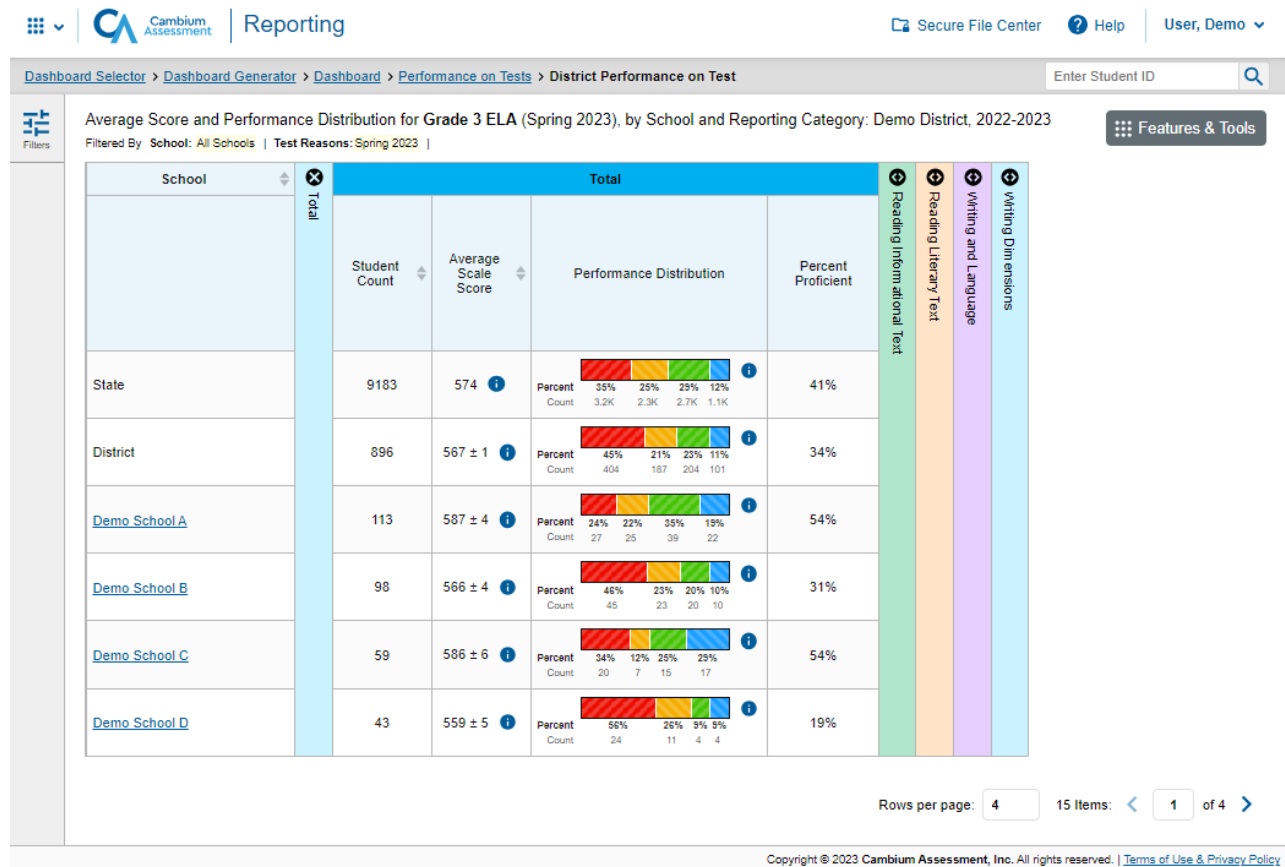 Cambium Assessment Reporting Secure File Center Help User, Demo
Dashboard Selector > Dashboard Generator > Dashboard > Performance on Tests > District Performance on Test Enter Student ID
Filters
Average Score and Performance Distribution for Grade 3 ELA (Spring 2023), by School and Reporting Category: Demo District, 2022-2023
Filtered By School: All Schools | Test Reasons: Spring 2023 |
Features & Tools
School Total Total
Student Count Average Scale Score Performance Distribution Percent Proficient
Reading Informational Text
Reading Literary Text
Writing and Language
Writing Dimensions
State 9183 574 Percent 35% 25% 29% 12% 41%
Count 3.2K 2.3K 2.7K 1.1K
District 896 567 ± 1 Percent 45% 21% 23% 11% 34%
Count 404 187 204 101
Demo School A 113 587 ± 4 Percent 24% 22% 35% 19% 54%
Count 27 25 39 22
Demo School B 98 566 ± 4 Percent 46% 23% 20% 10% 31%
Count 45 23 20 10
Demo School C 59 586 ± 6 Percent 34% 12% 25% 29% 54%
Count 20 7 15 17
Demo School D 43 559 ± 5 Percent 56% 26% 9% 9% 19%
Count 24 11 4 4
Rows per page: 4 15 Items: 1 of 4
Copyright © 2023 Cambium Assessment, Inc. All rights reserved. | Terms of Use & Privacy Policy